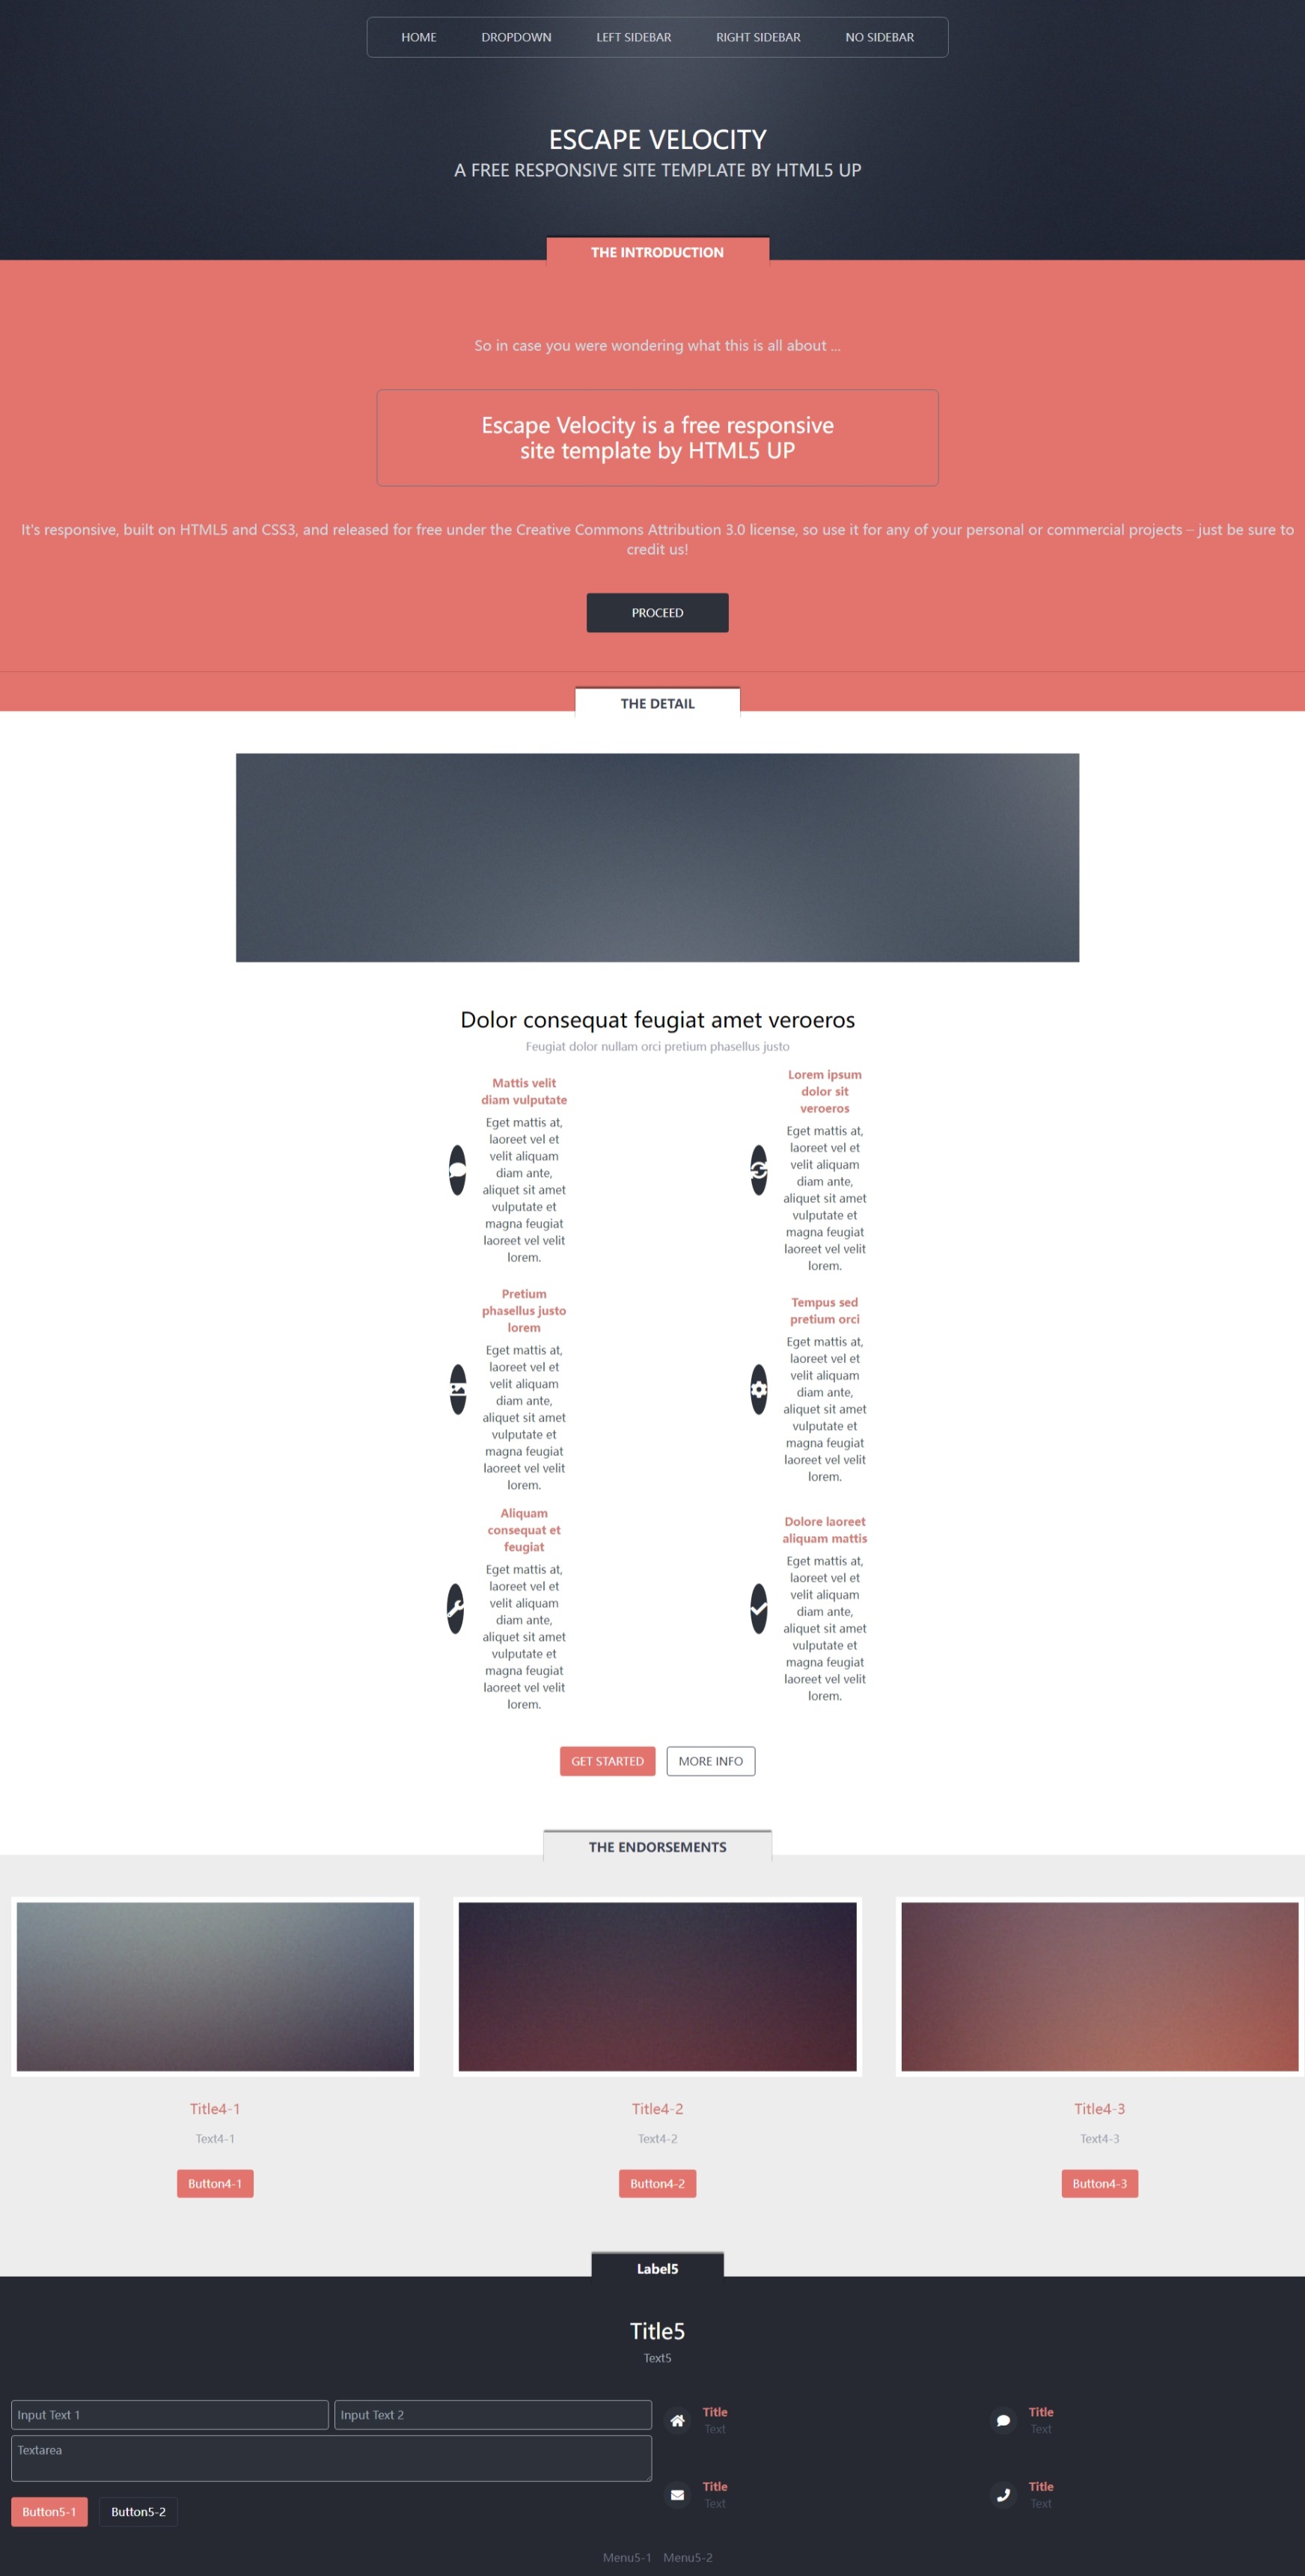 HOME DROPDOWN LEFT SIDEBAR RIGHT SIDEBAR NO SIDEBAR
ESCAPE VELOCITY
A FREE RESPONSIVE SITE TEMPLATE BY HTML5 UP
THE INTRODUCTION
So in case you were wondering what this is all about ...
Escape Velocity is a free responsive
site template by HTML5 UP
It's responsive, built on HTML5 and CSS3, and released for free under the Creative Commons Attribution 3.0 license, so use it for any of your personal or commercial projects – just be sure to
credit us!
PROCEED
THE DETAIL
Dolor consequat feugiat amet veroeros
Feugiat dolor nullam orci pretium phasellus justo
Mattis velit
diam vulputate
Eget mattis at,
laoreet vel et
velit aliquam
diam ante,
aliquet sit amet
vulputate et
magna feugiat
laoreet vel velit
lorem.
Lorem ipsum
dolor sit
veroeros
Eget mattis at,
laoreet vel et
velit aliquam
diam ante,
aliquet sit amet
vulputate et
magna feugiat
laoreet vel velit
lorem.
Pretium
phasellus justo
lorem
Eget mattis at,
laoreet vel et
velit aliquam
diam ante,
aliquet sit amet
vulputate et
magna feugiat
laoreet vel velit
lorem.
Tempus sed
pretium orci
Eget mattis at,
laoreet vel et
velit aliquam
diam ante,
aliquet sit amet
vulputate et
magna feugiat
laoreet vel velit
lorem.
Aliquam
consequat et
feugiat
Eget mattis at,
laoreet vel et
velit aliquam
diam ante,
aliquet sit amet
vulputate et
magna feugiat
laoreet vel velit
lorem.
Dolore laoreet
aliquam mattis
Eget mattis at,
laoreet vel et
velit aliquam
diam ante,
aliquet sit amet
vulputate et
magna feugiat
laoreet vel velit
lorem.
GET STARTED MORE INFO
THE ENDORSEMENTS
Title4-1
Text4-1
Button4-1
Title4-2
Text4-2
Button4-2
Title4-3
Text4-3
Button4-3
Label5
Title5
Text5
Input Text 1 Input Text 2
Textarea
Button5-1 Button5-2
Title
Text
Title
Text
Title
Text
Title
Text
Menu5-1 Menu5-2